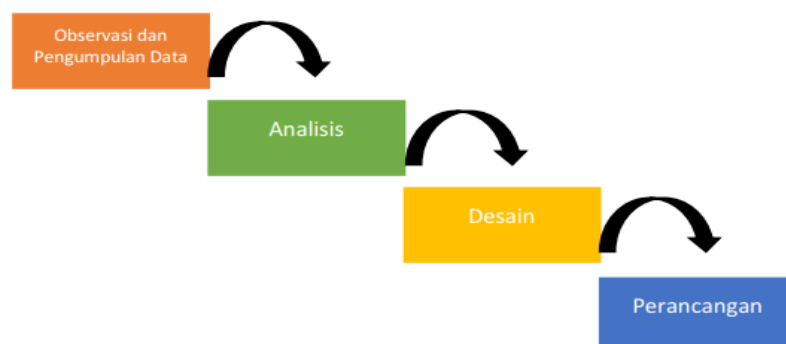 Observasi dan
Pengumpulan Data
Analisis
Desain
Perancangan